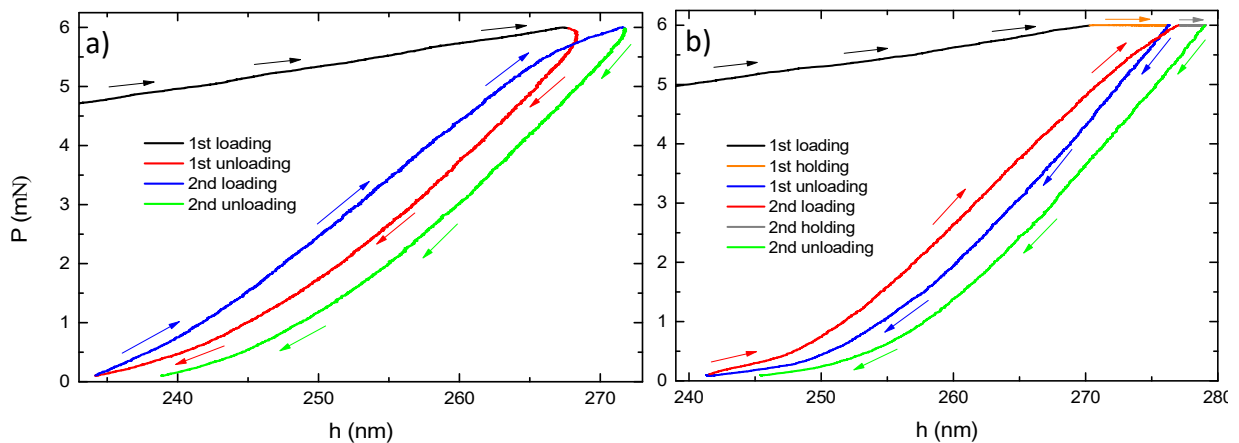 a)
6
5
4
3
2
1
0
P (mN)
1st loading
1st unloading
2nd loading
2nd unloading
240
250
260
270
h (nm)
b)
6
5
4
3
2
1
0
1st loading
1st holding
1st unloading
2nd loading
2nd holding
2nd unloading
240
250
260
270
280
h (nm)